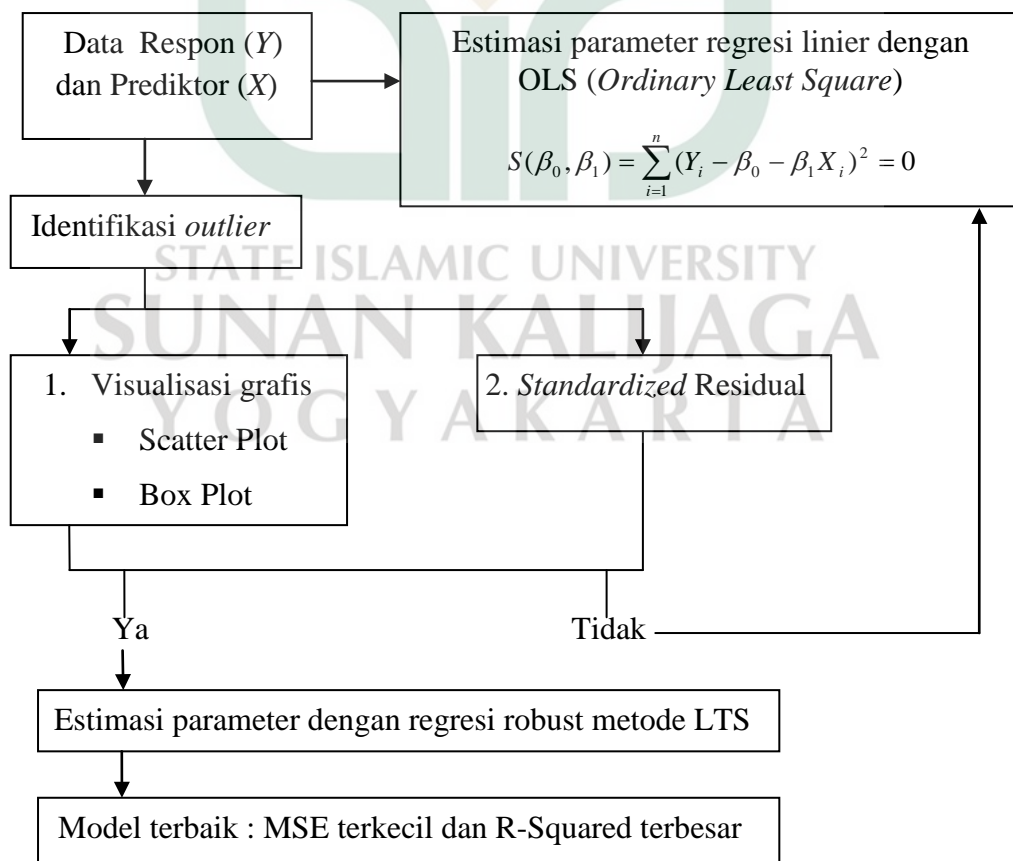 Data Respon (Y)
dan Prediktor (X)
Estimasi parameter regresi linier dengan
OLS (Ordinary Least Square)
S(β₀, β₁) = ∑ᵢ₌₁ⁿ (Yᵢ − β₀ − β₁Xᵢ)² = 0
Identifikasi outlier
STATE ISLAMIC UNIVERSITY
SUNAN KALIJAGA
YOGYAKARTA
1. Visualisasi grafis
▪ Scatter Plot
▪ Box Plot
2. Standardized Residual
Ya
Tidak
Estimasi parameter dengan regresi robust metode LTS
Model terbaik : MSE terkecil dan R-Squared terbesar